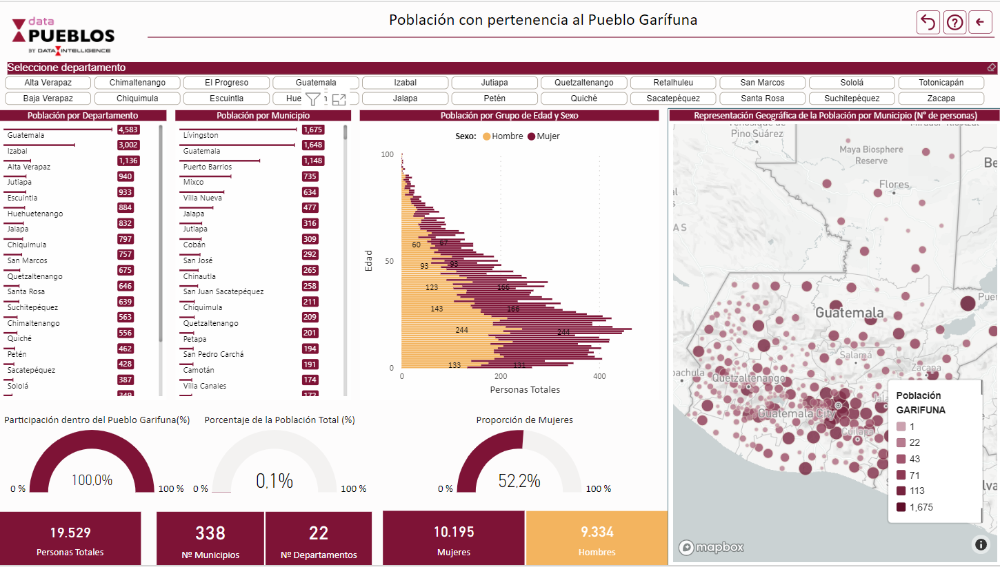 data
PUEBLOS
BY DATA INTELLIGENCE
Población con pertenencia al Pueblo Garífuna
Seleccione departamento
Alta Verapaz
Chimaltenango
El Progreso
Guatemala
Izabal
Jutiapa
Quetzaltenango
Retalhuleu
San Marcos
Sololá
Totonicapán
Baja Verapaz
Chiquimula
Escuintla
Jalapa
Petén
Quiché
Sacatepéquez
Santa Rosa
Suchitepéquez
Zacapa
Población por Departamento
4,583
Guatemala
3,002
Izabal
1,136
Alta Verapaz
940
Jutiapa
933
Escuintla
884
Huehuetenango
832
Jalapa
797
Chiquimula
757
San Marcos
675
Quetzaltenango
646
Santa Rosa
639
Suchitepéquez
563
Chimaltenango
556
Quiché
462
Petén
428
Sacatepéquez
387
Sololá
349
Población por Municipio
1,675
Lívingston
1,648
Guatemala
1,148
Puerto Barrios
735
Mixco
634
Villa Nueva
477
Jalapa
316
Jutiapa
309
Cobán
292
San José
265
Chinautla
258
San Juan Sacatepéquez
211
Chiquimula
209
Quetzaltenango
201
Petapa
194
San Pedro Carchá
191
Camotán
174
Villa Canales
172
Población por Grupo de Edad y Sexo
Sexo: Hombre Mujer
100
50
0
Edad
60 67
93 93
123 166
143 166
244 244
133 131
0 200 400
Personas Totales
Representación Geográfica de la Población por Municipio (N° de personas)
Pino Suárez
Maya Biosphere
Reserve
Flores
Guatemala
Salamá
Zacapa
Quetzaltenango
Guatemala City
Cuilapa
Población
GARIFUNA
1
22
43
71
113
1,675
mapbox
Participación dentro del Pueblo Garifuna(%)
100,0%
0 %
100 %
Porcentaje de la Población Total (%)
0,1%
0 %
100 %
Proporción de Mujeres
52,2%
0 %
100 %
19.529
Personas Totales
338
Nº Municipios
22
Nº Departamentos
10.195
Mujeres
9.334
Hombres